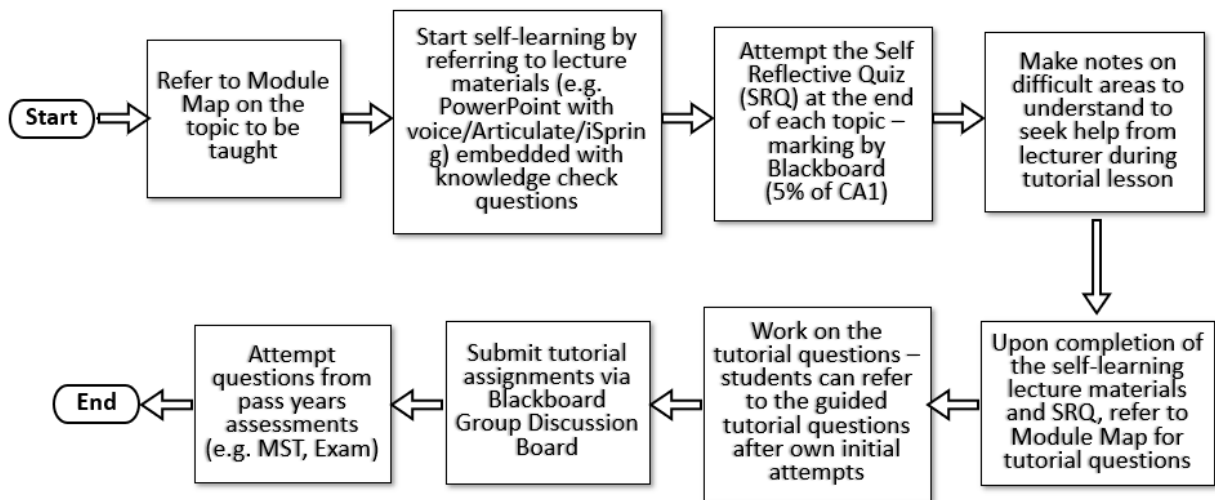 Start
Refer to Module
Map on the
topic to be
taught
Start self-learning by
referring to lecture
materials (e.g.
PowerPoint with
voice/Articulate/iSprin
g) embedded with
knowledge check
questions
Attempt the Self
Reflective Quiz
(SRQ) at the end
of each topic –
marking by
Blackboard
(5% of CA1)
Make notes on
difficult areas to
understand to
seek help from
lecturer during
tutorial lesson
Upon completion of
the self-learning
lecture materials
and SRQ, refer to
Module Map for
tutorial questions
Work on the
tutorial questions –
students can refer
to the guided
tutorial questions
after own initial
attempts
Submit tutorial
assignments via
Blackboard
Group Discussion
Board
Attempt
questions from
pass years
assessments
(e.g. MST, Exam)
End